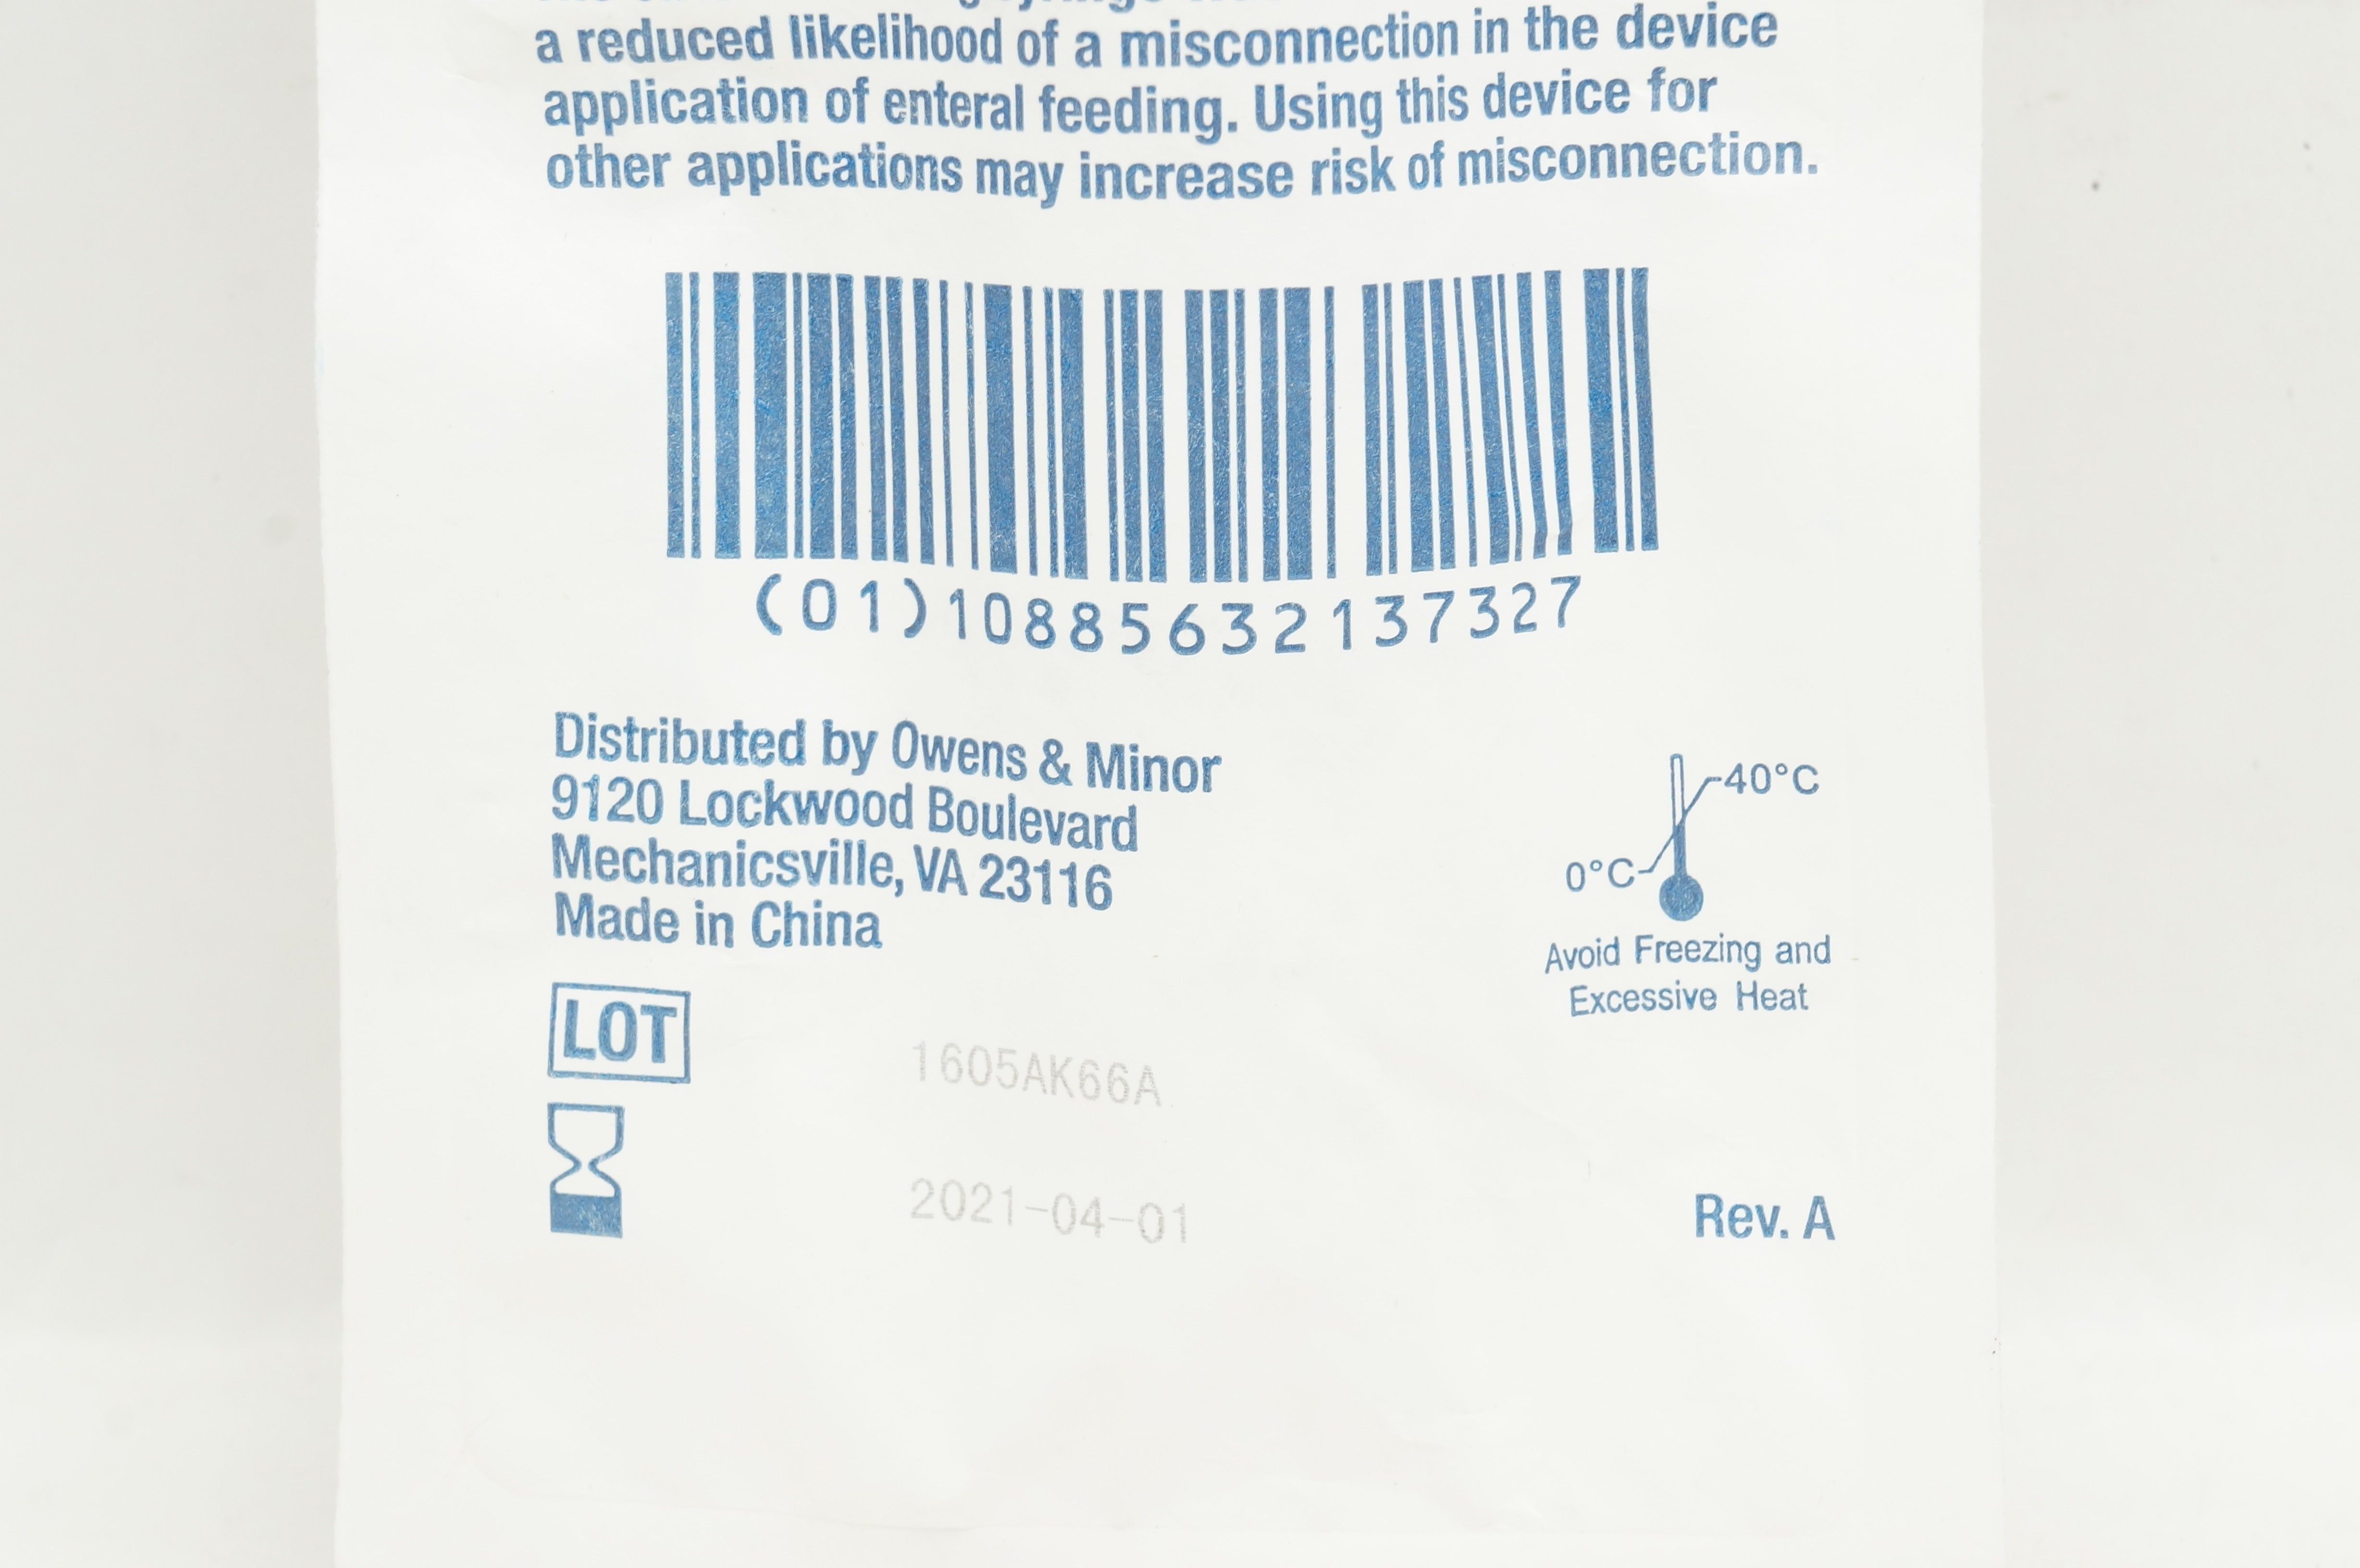 a reduced likelihood of a misconnection in the device
application of enteral feeding. Using this device for
other applications may increase risk of misconnection.
(01)10885632137327
Distributed by Owens & Minor
9120 Lockwood Boulevard
Mechanicsville, VA 23116
Made in China
40°C
0°C
Avoid Freezing and
Excessive Heat
LOT
1605AK66A
2021-04-01
Rev. A